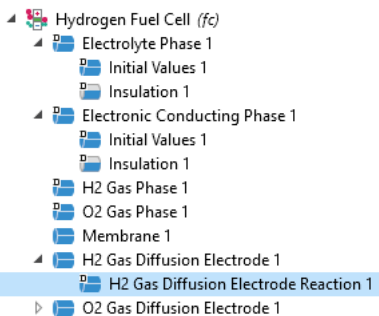 Hydrogen Fuel Cell (fc)
Electrolyte Phase 1
Initial Values 1
Insulation 1
Electronic Conducting Phase 1
Initial Values 1
Insulation 1
H2 Gas Phase 1
O2 Gas Phase 1
Membrane 1
H2 Gas Diffusion Electrode 1
H2 Gas Diffusion Electrode Reaction 1
O2 Gas Diffusion Electrode 1